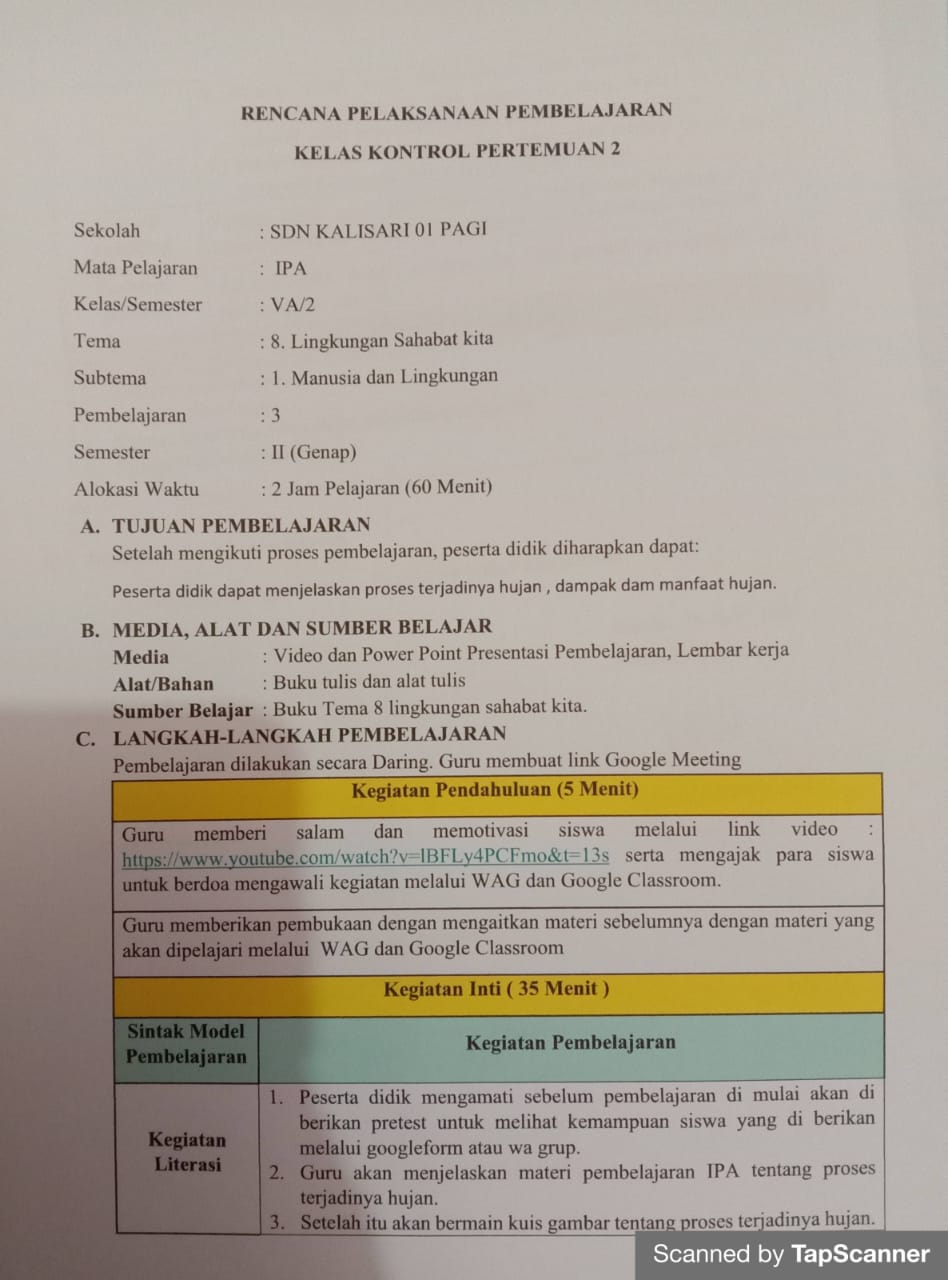 RENCANA PELAKSANAAN PEMBELAJARAN
KELAS KONTROL PERTEMUAN 2
Sekolah : SDN KALISARI 01 PAGI
Mata Pelajaran : IPA
Kelas/Semester : VA/2
Tema : 8. Lingkungan Sahabat kita
Subtema : 1. Manusia dan Lingkungan
Pembelajaran : 3
Semester : II (Genap)
Alokasi Waktu : 2 Jam Pelajaran (60 Menit)
A. TUJUAN PEMBELAJARAN
Setelah mengikuti proses pembelajaran, peserta didik diharapkan dapat:
Peserta didik dapat menjelaskan proses terjadinya hujan , dampak dam manfaat hujan.
B. MEDIA, ALAT DAN SUMBER BELAJAR
Media : Video dan Power Point Presentasi Pembelajaran, Lembar kerja
Alat/Bahan : Buku tulis dan alat tulis
Sumber Belajar : Buku Tema 8 lingkungan sahabat kita.
C. LANGKAH-LANGKAH PEMBELAJARAN
Pembelajaran dilakukan secara Daring. Guru membuat link Google Meeting
Kegiatan Pendahuluan (5 Menit)
Guru memberi salam dan memotivasi siswa melalui link video :
https://www.youtube.com/watch?v=lBFLy4PCFmo&t=13s serta mengajak para siswa
untuk berdoa mengawali kegiatan melalui WAG dan Google Classroom.
Guru memberikan pembukaan dengan mengaitkan materi sebelumnya dengan materi yang
akan dipelajari melalui WAG dan Google Classroom
Kegiatan Inti ( 35 Menit )
Sintak Model
Pembelajaran
Kegiatan Pembelajaran
Kegiatan
Literasi
1. Peserta didik mengamati sebelum pembelajaran di mulai akan di
berikan pretest untuk melihat kemampuan siswa yang di berikan
melalui googleform atau wa grup.
2. Guru akan menjelaskan materi pembelajaran IPA tentang proses
terjadinya hujan.
3. Setelah itu akan bermain kuis gambar tentang proses terjadinya hujan.
Scanned by TapScanner